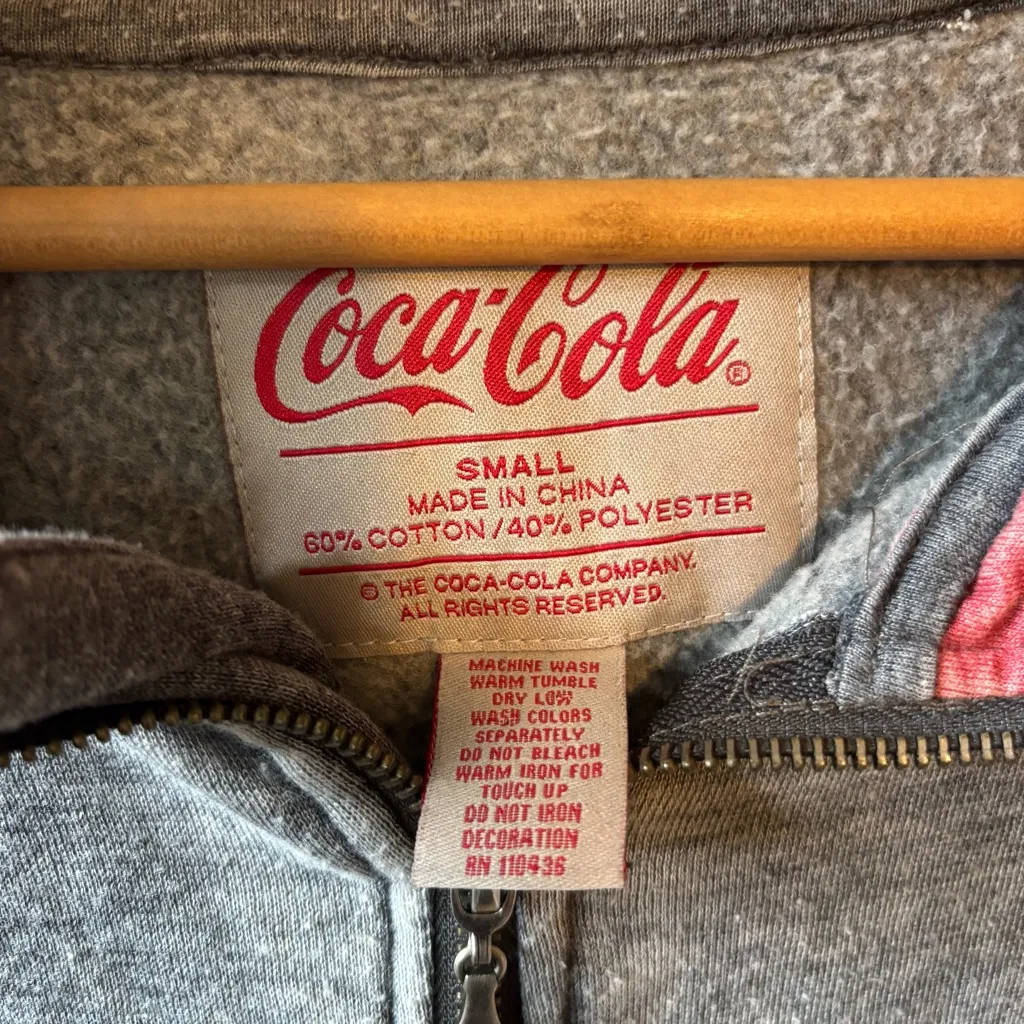 Coca-Cola®
SMALL
MADE IN CHINA
60% COTTON / 40% POLYESTER
© THE COCA-COLA COMPANY.
ALL RIGHTS RESERVED.
MACHINE WASH
WARM TUMBLE
DRY LOW
WASH COLORS
SEPARATELY
DO NOT BLEACH
WARM IRON FOR
TOUCH UP
DO NOT IRON
DECORATION
RN 110436